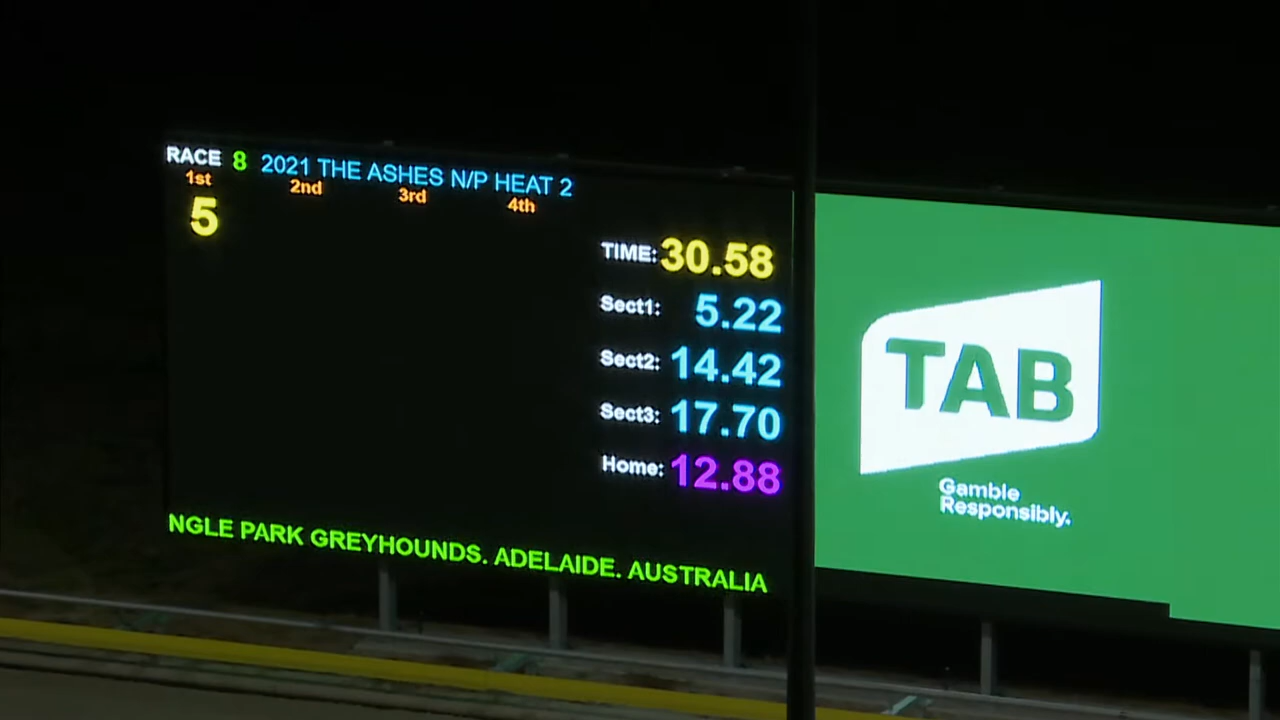 RACE 8 2021 THE ASHES N/P HEAT 2
1st 2nd 3rd 4th
5
TIME: 30.58
Sect1: 5.22
Sect2: 14.42
Sect3: 17.70
Home: 12.88
NGLE PARK GREYHOUNDS. ADELAIDE. AUSTRALIA
TAB
Gamble
Responsibly.